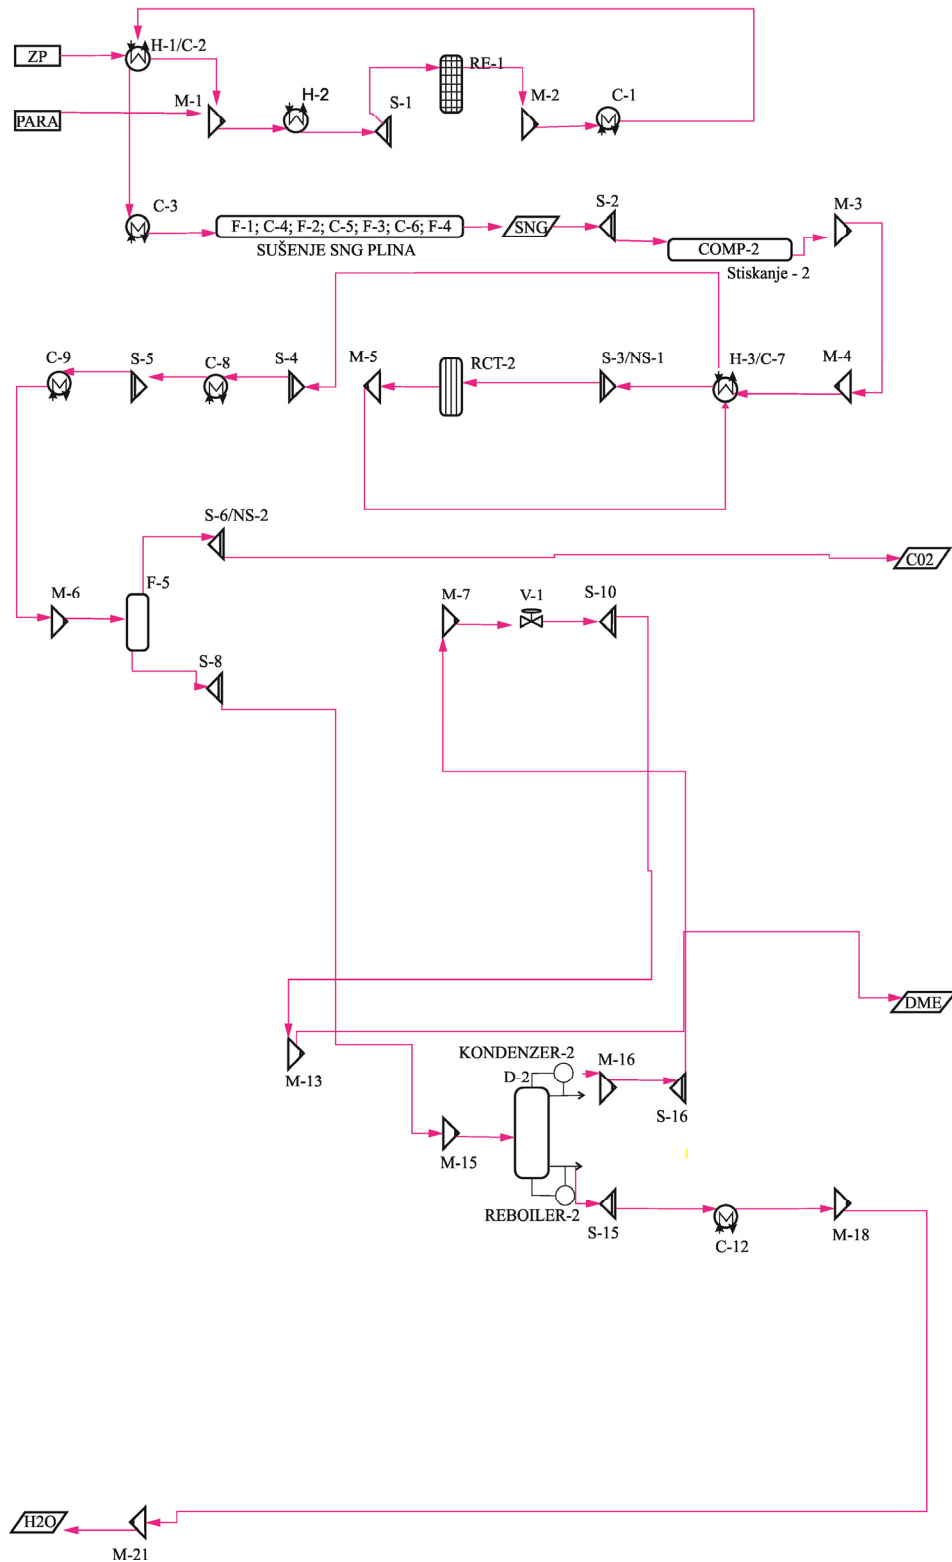 H-1/C-2
ZP
RE-1
H-2
M-1
S-1
M-2
C-1
PARA
C-3
S-2
M-3
F-1; C-4; F-2; C-5; F-3; C-6; F-4
SNG
COMP-2
SUŠENJE SNG PLINA
Stiskanje - 2
C-9
S-5
C-8
S-4
M-5
RCT-2
S-3/NS-1
H-3/C-7
M-4
S-6/NS-2
C02
F-5
M-6
M-7
V-1
S-10
S-8
DME
KONDENZER-2
M-16
M-13
D-2
S-16
M-15
REBOILER-2
S-15
C-12
M-18
H2O
M-21